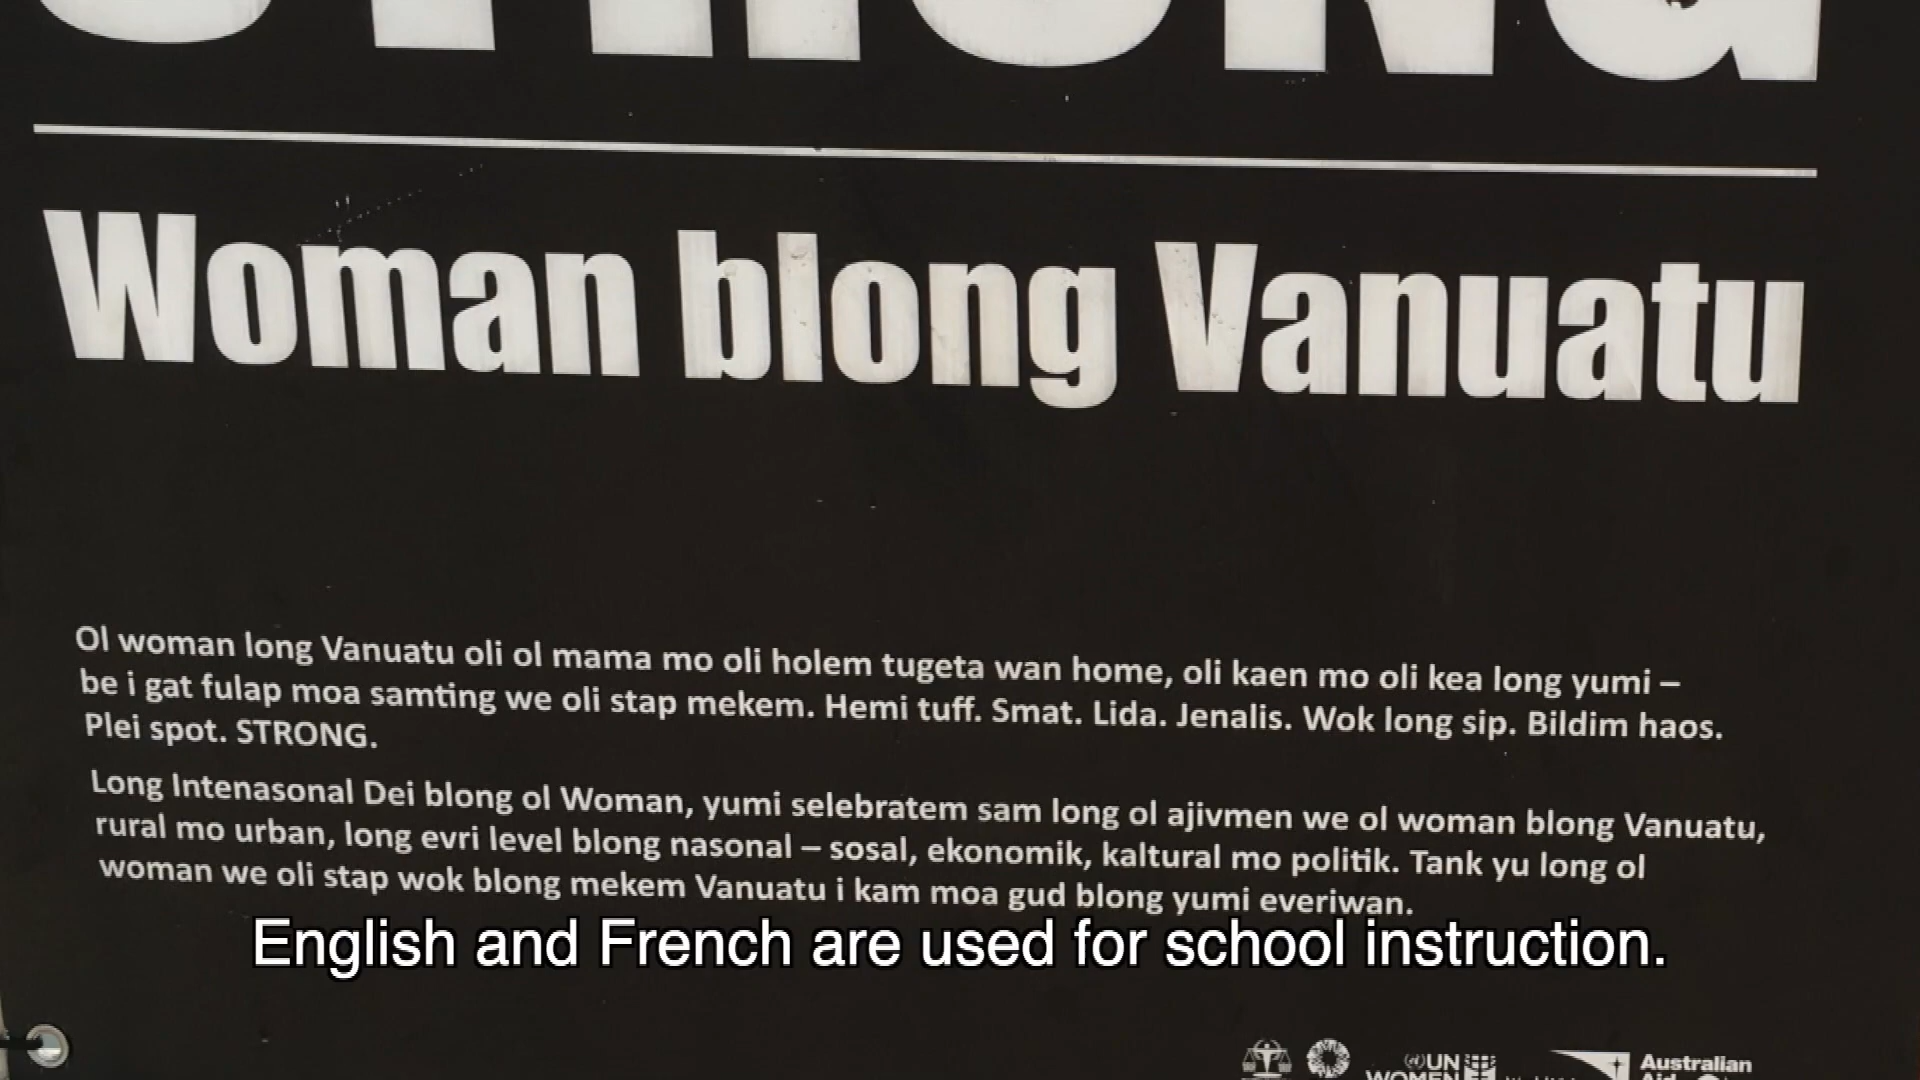 STRONG
Woman blong Vanuatu
Ol woman long Vanuatu oli ol mama mo oli holem tugeta wan home, oli kaen mo oli kea long yumi –
be i gat fulap moa samting we oli stap mekem. Hemi tuff. Smat. Lida. Jenalis. Wok long sip. Bildim haos.
Plei spot. STRONG.
Long Intenasonal Dei blong ol Woman, yumi selebratem sam long ol ajivmen we ol woman blong Vanuatu,
rural mo urban, long evri level blong nasonal – sosal, ekonomik, kaltural mo politik. Tank yu long ol
woman we oli stap wok blong mekem Vanuatu i kam moa gud blong yumi everiwan.
English and French are used for school instruction.
UN
WOMEN
Australian
Aid